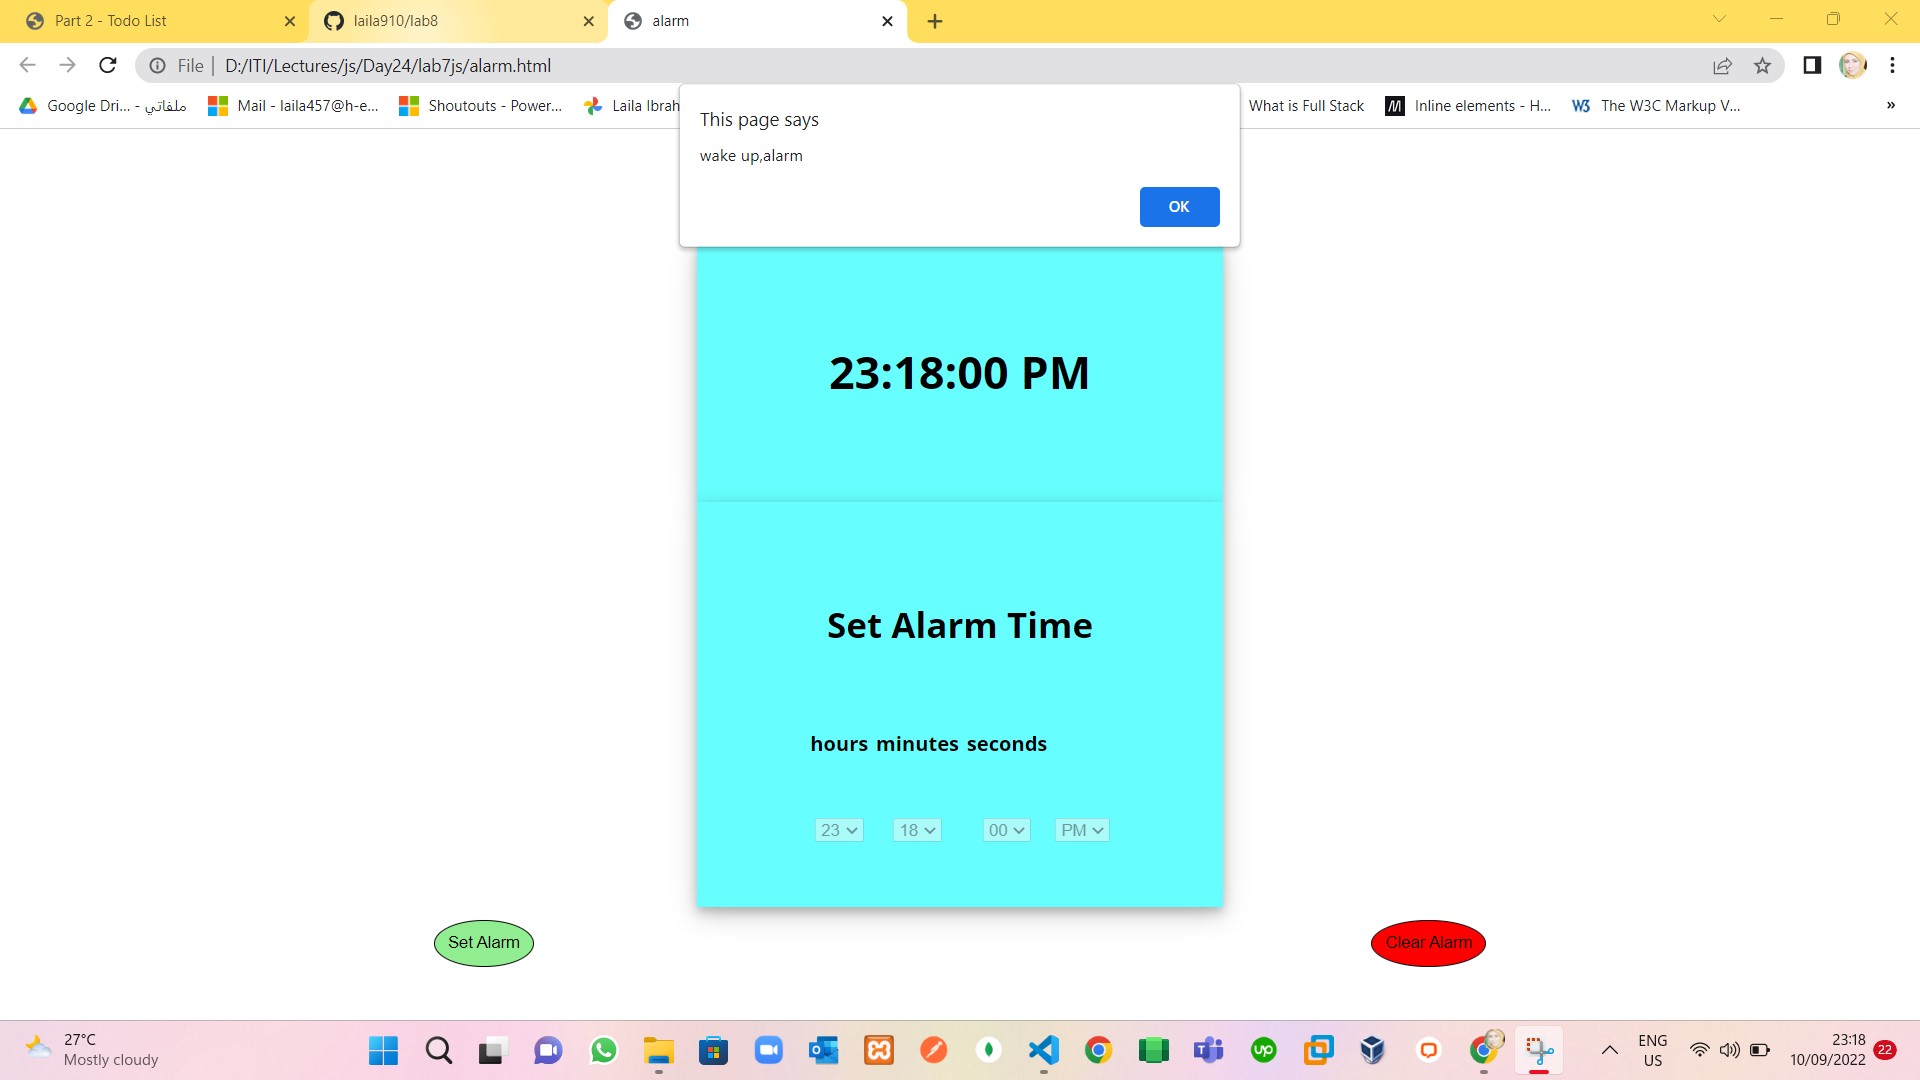 Part 2 - Todo List
laila910/lab8
alarm
File
D:/ITI/Lectures/js/Day24/lab7js/alarm.html
Google Dri... - ملفاتي
Mail - laila457@h-e...
Shoutouts - Power...
Laila Ibrah
What is Full Stack
Inline elements - H...
W3
The W3C Markup V...
»
This page says
wake up,alarm
OK
23:18:00 PM
Set Alarm Time
hours minutes seconds
23 18 00 PM
Set Alarm
Clear Alarm
27°C
Mostly cloudy
up
ENG
US
23:18
10/09/2022
22